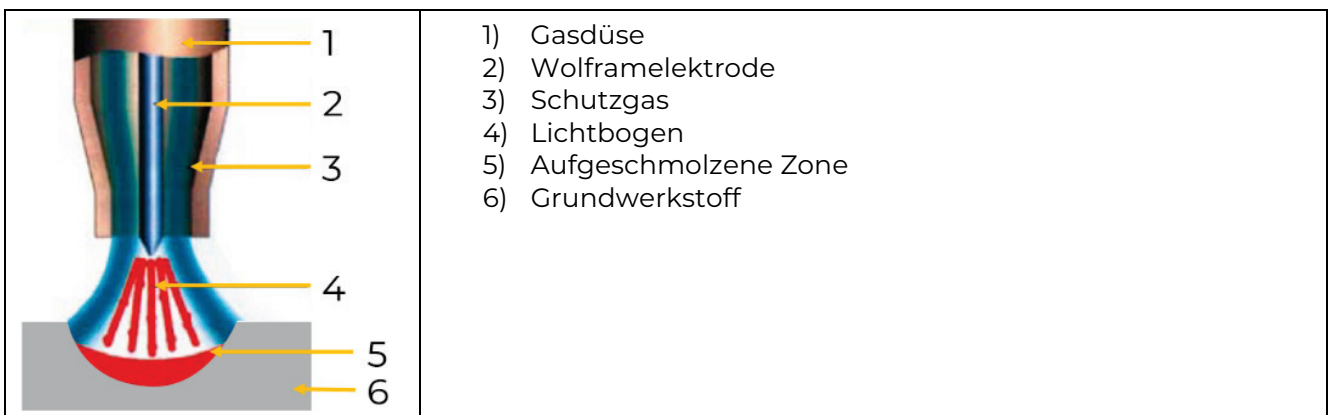 1
2
3
4
5
6
1) Gasdüse
2) Wolframelektrode
3) Schutzgas
4) Lichtbogen
5) Aufgeschmolzene Zone
6) Grundwerkstoff